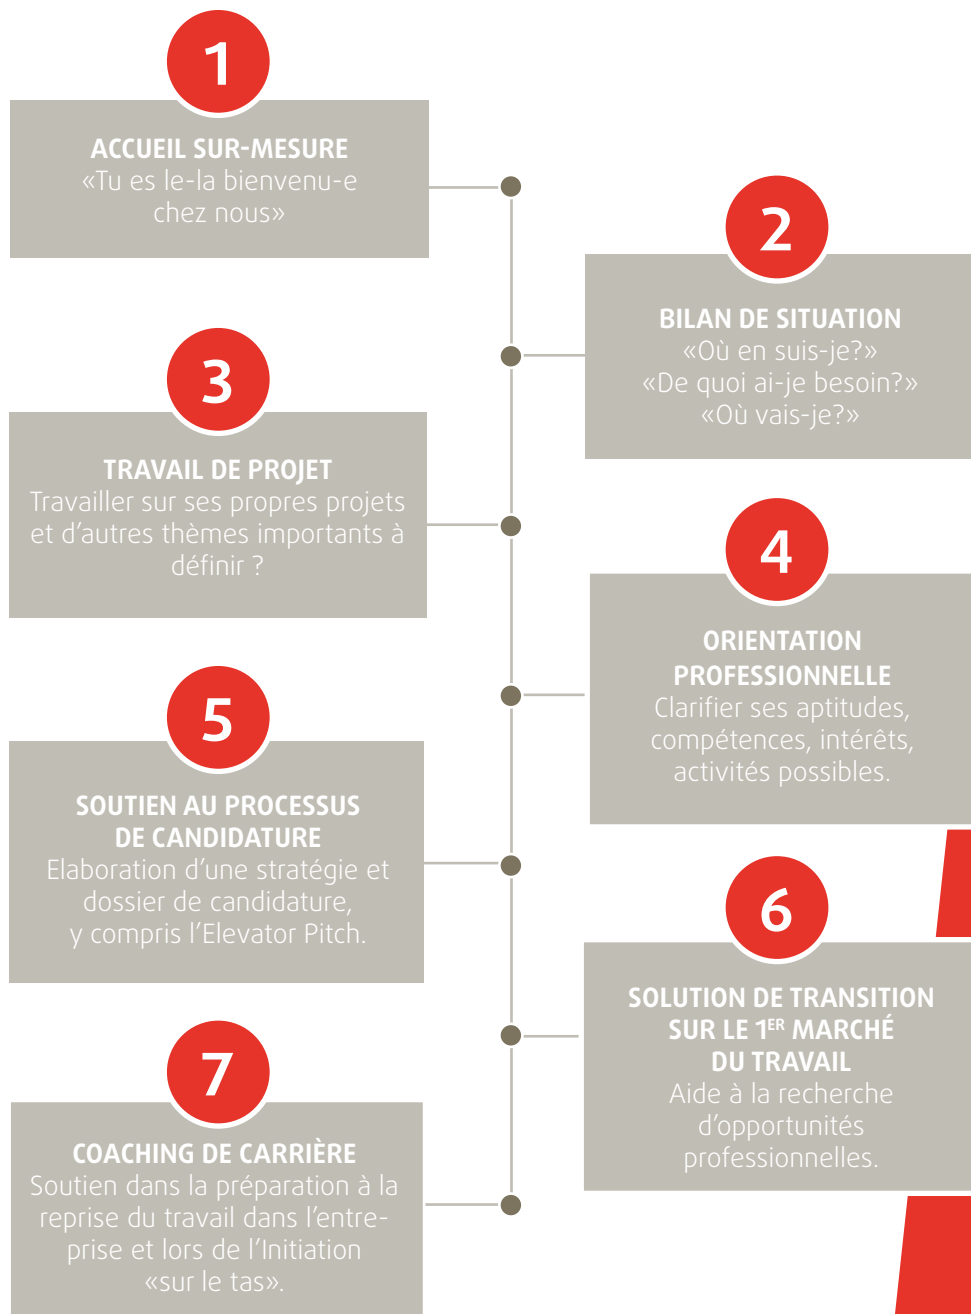 1
ACCUEIL SUR-MESURE
«Tu es le-la bienvenu-e
chez nous»
2
BILAN DE SITUATION
«Où en suis-je?»
«De quoi ai-je besoin?»
«Où vais-je?»
3
TRAVAIL DE PROJET
Travailler sur ses propres projets
et d’autres thèmes importants à
définir ?
4
ORIENTATION
PROFESSIONNELLE
Clarifier ses aptitudes,
compétences, intérêts,
activités possibles.
5
SOUTIEN AU PROCESSUS
DE CANDIDATURE
Elaboration d’une stratégie et
dossier de candidature,
y compris l’Elevator Pitch.
6
SOLUTION DE TRANSITION
SUR LE 1ER MARCHÉ
DU TRAVAIL
Aide à la recherche
d’opportunités
professionnelles.
7
COACHING DE CARRIÈRE
Soutien dans la préparation à la
reprise du travail dans l’entre-
prise et lors de l’Initiation
«sur le tas».